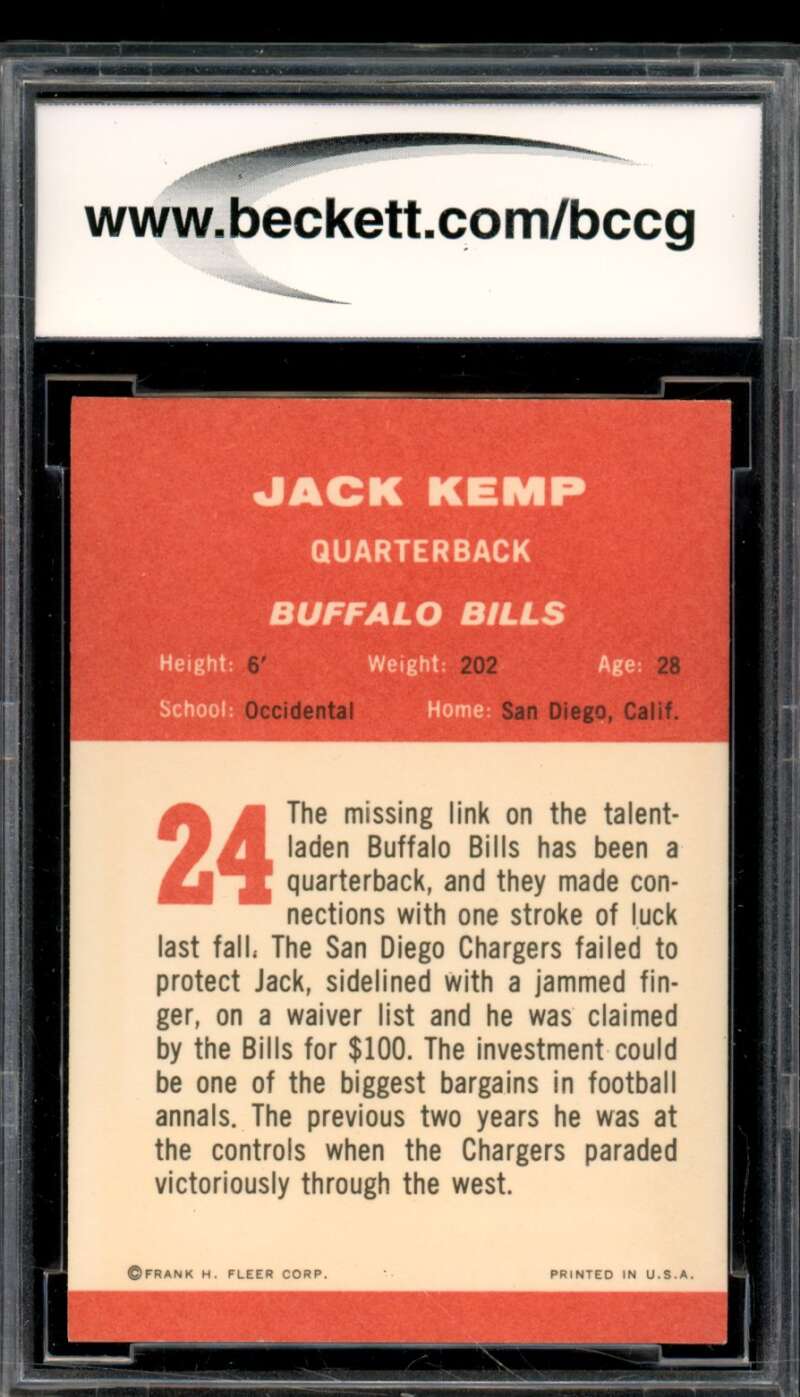 www.beckett.com/bccg
JACK KEMP
QUARTERBACK
BUFFALO BILLS
Height: 6' Weight: 202 Age: 28
School: Occidental Home: San Diego, Calif.
24 The missing link on the talent-
laden Buffalo Bills has been a
quarterback, and they made con-
nections with one stroke of luck
last fall. The San Diego Chargers failed to
protect Jack, sidelined with a jammed fin-
ger, on a waiver list and he was claimed
by the Bills for $100. The investment could
be one of the biggest bargains in football
annals. The previous two years he was at
the controls when the Chargers paraded
victoriously through the west.
©FRANK H. FLEER CORP. PRINTED IN U.S.A.